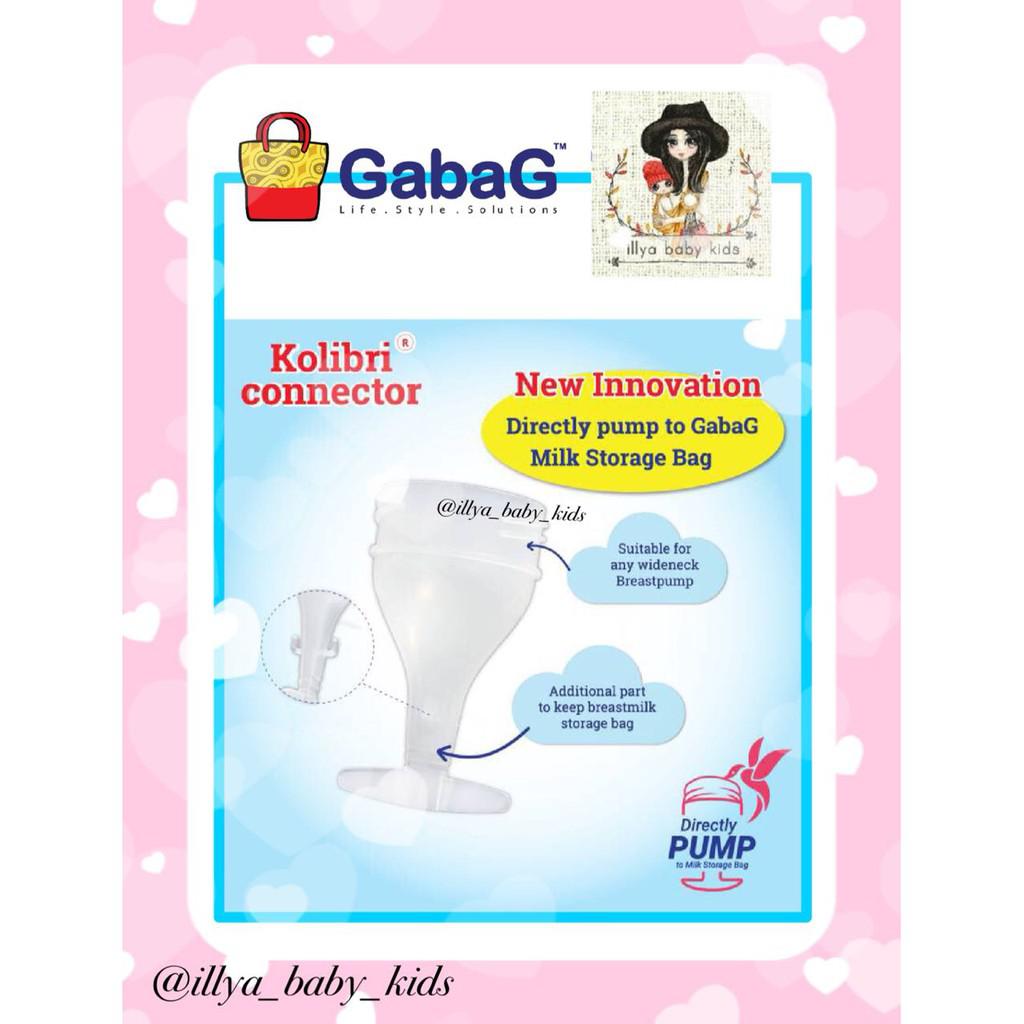 GabaG™
Life.Style.Solutions
illya baby kids
Kolibri®
connector
New Innovation
Directly pump to GabaG
Milk Storage Bag
@illya_baby_kids
Suitable for
any wideneck
Breastpump
Additional part
to keep breastmilk
storage bag
Directly
PUMP
to Milk Storage Bag
@illya_baby_kids